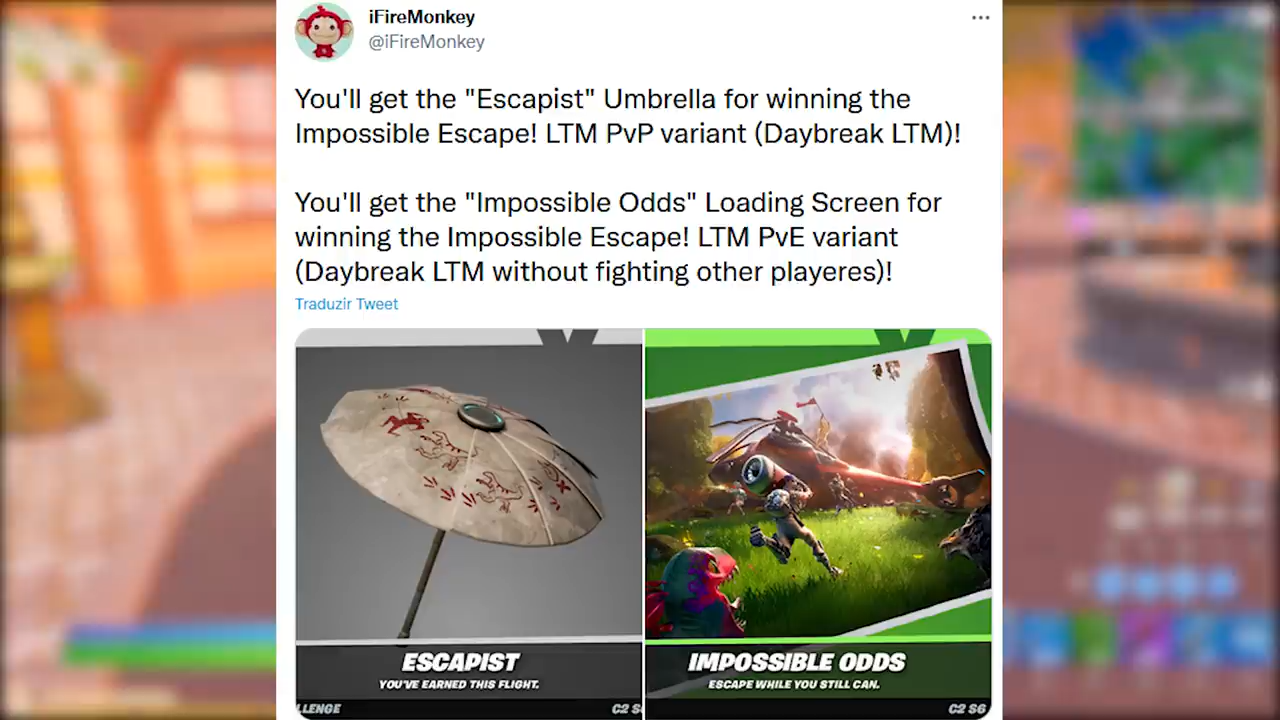 iFireMonkey
@iFireMonkey
You'll get the "Escapist" Umbrella for winning the
Impossible Escape! LTM PvP variant (Daybreak LTM)!
You'll get the "Impossible Odds" Loading Screen for
winning the Impossible Escape! LTM PvE variant
(Daybreak LTM without fighting other playeres)!
Traduzir Tweet
ESCAPIST
YOU'VE EARNED THIS FLIGHT.
LLENGE
C2 S
IMPOSSIBLE ODDS
ESCAPE WHILE YOU STILL CAN.
C2 S6